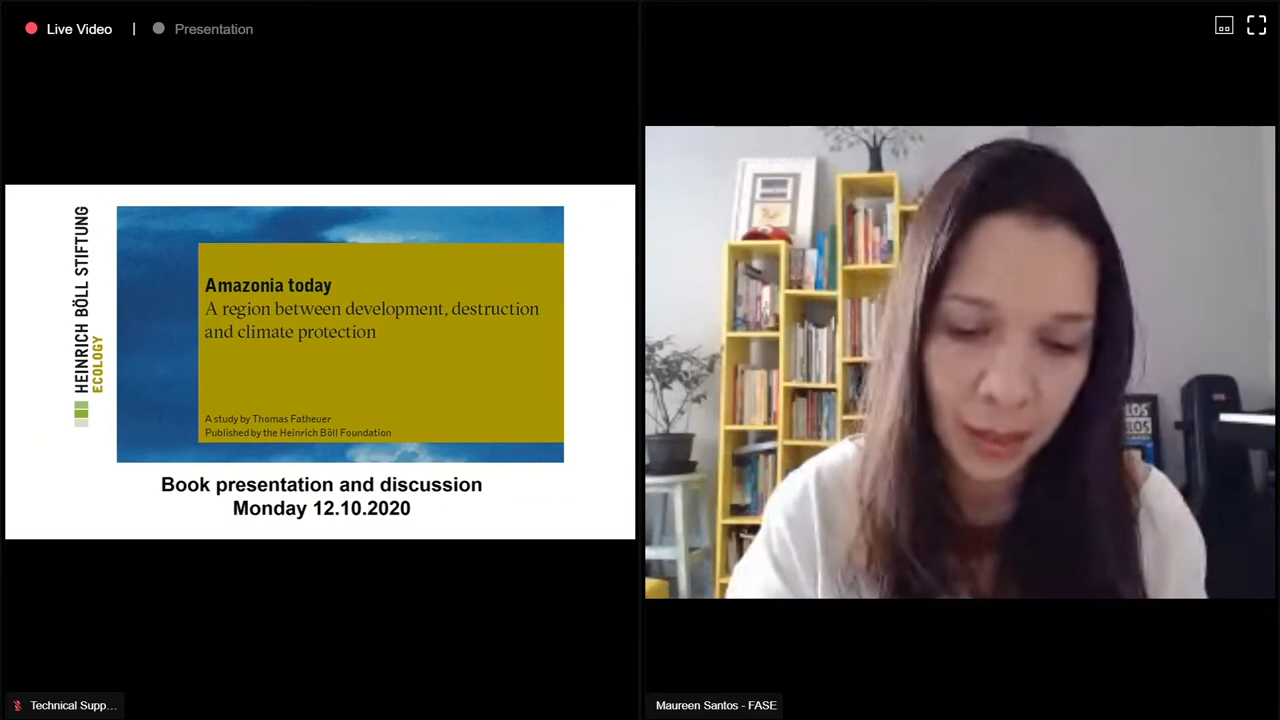 Live Video
Presentation
HEINRICH BÖLL STIFTUNG
ECOLOGY
Amazonia today
A region between development, destruction
and climate protection
A study by Thomas Fatheuer
Published by the Heinrich Böll Foundation
Book presentation and discussion
Monday 12.10.2020
Technical Supp...
Maureen Santos - FASE